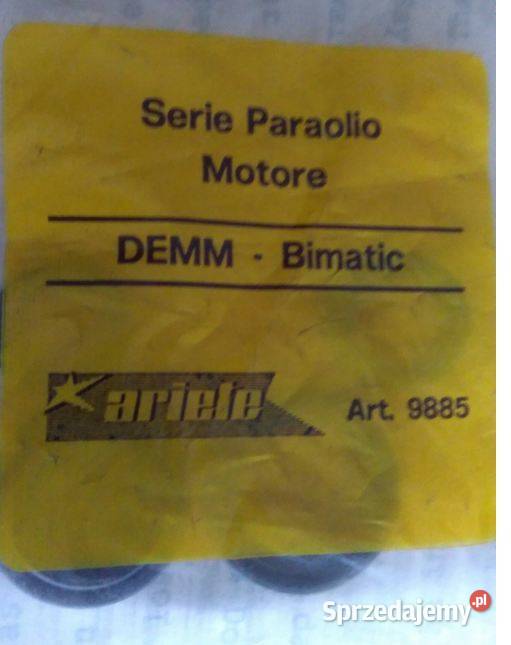 Serie Paraolio
Motore
DEMM - Bimatic
ariete Art. 9885
Sprzedajemy.pl